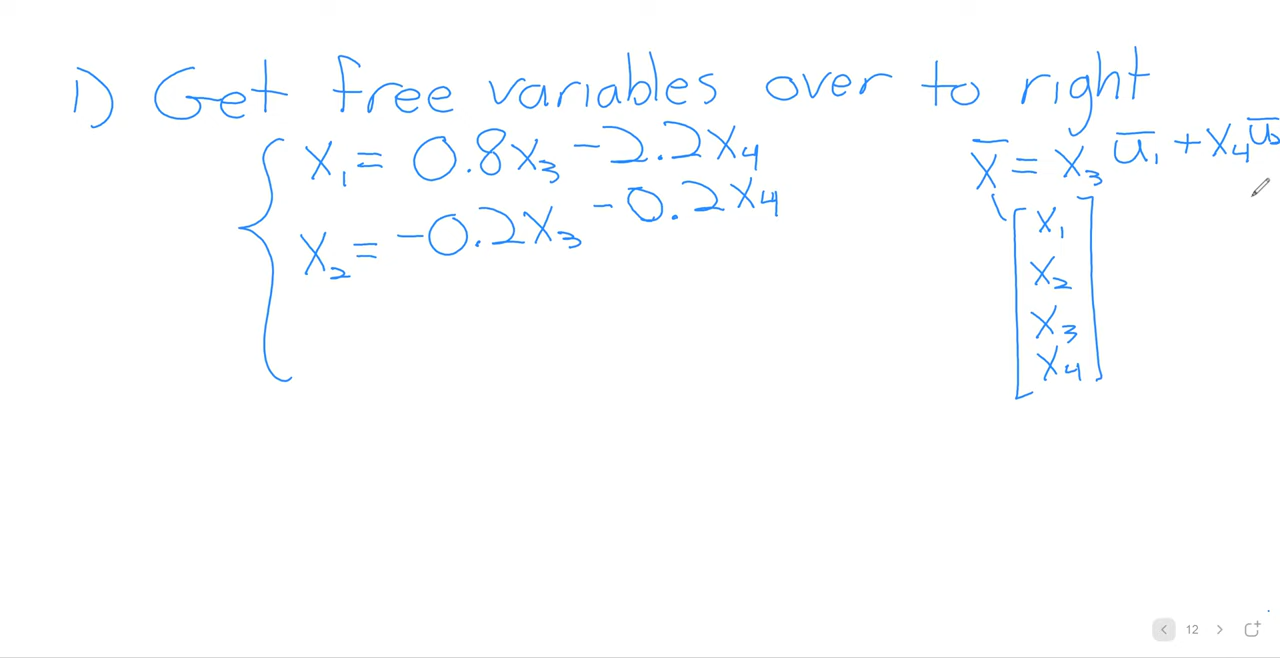 1) Get free variables over to right
x₁ = 0.8x₃ - 2.2x₄
x₂ = -0.2x₃ - 0.2x₄
x̄ = x₃ ū₁ + x₄ ū₂
x₁
x₂
x₃
x₄
12